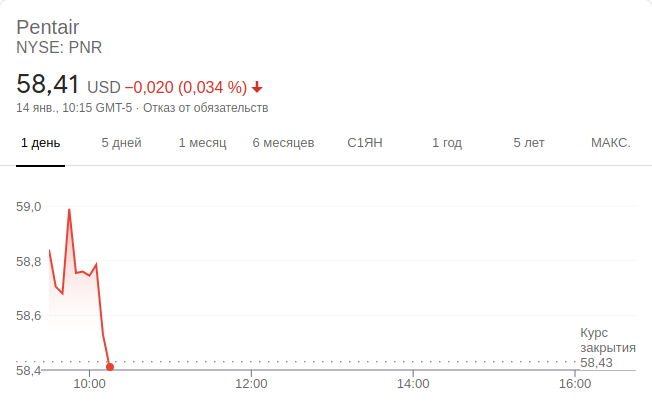 Pentair
NYSE: PNR
58,41 USD −0,020 (0,034 %)
14 янв., 10:15 GMT-5 · Отказ от обязательств
1 день 5 дней 1 месяц 6 месяцев С1ЯН 1 год 5 лет МАКС.
59,0
58,8
58,6
58,4
Курс
закрытия
58,43
10:00 12:00 14:00 16:00